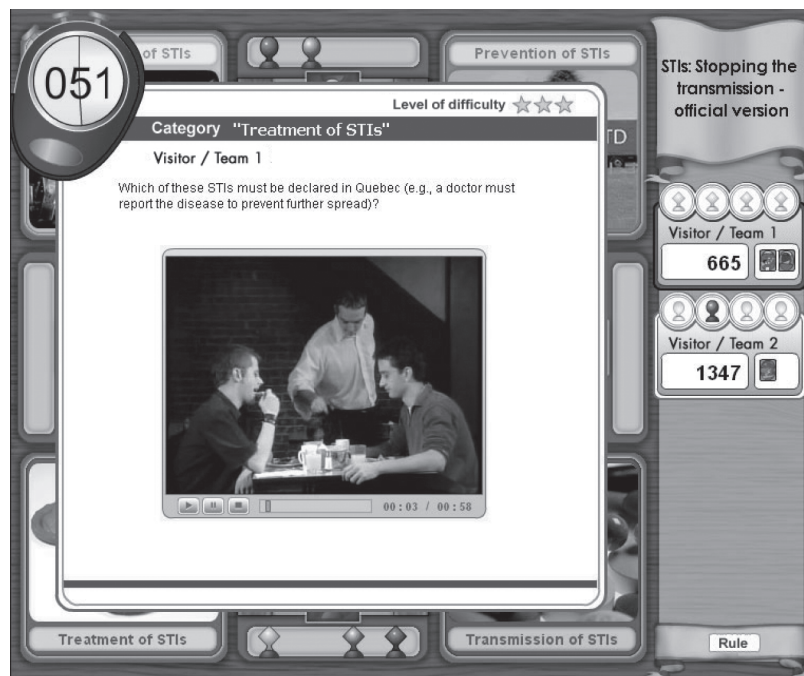 051
of STIs
Prevention of STIs
Level of difficulty
Category "Treatment of STIs"
Visitor / Team 1
Which of these STIs must be declared in Quebec (e.g., a doctor must
report the disease to prevent further spread)?
TD
00:03 / 00:58
Treatment of STIs
Transmission of STIs
STIs: Stopping the
transmission -
official version
Visitor / Team 1
665
Visitor / Team 2
1347
Rule